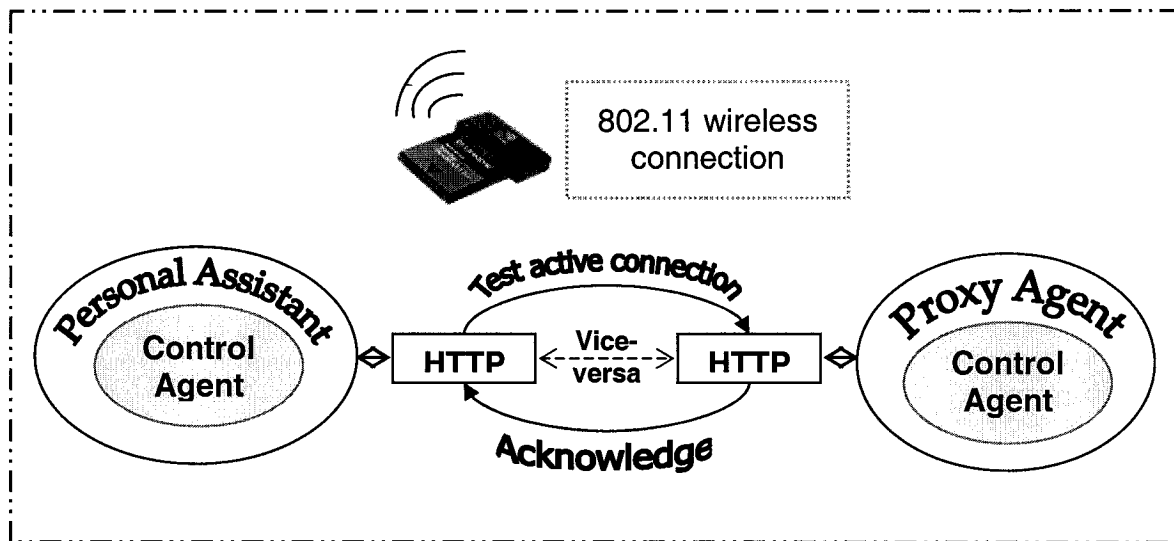 802.11 wireless
connection
Test active connection
Personal Assistant
Control
Agent
HTTP
Vice-
versa
HTTP
Proxy Agent
Control
Agent
Acknowledge